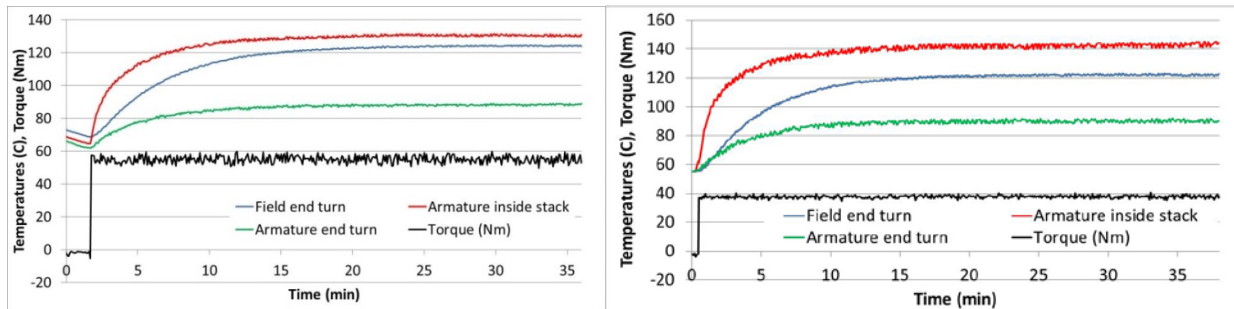 Temperatures (C), Torque (Nm)
140
120
100
80
60
40
20
0
-20
Field end turn
Armature inside stack
Armature end turn
Torque (Nm)
0
5
10
15
20
25
30
35
Time (min)
Temperatures (C), Torque (Nm)
160
140
120
100
80
60
40
20
0
-20
Field end turn
Armature inside stack
Armature end turn
Torque (Nm)
0
5
10
15
20
25
30
35
Time (min)